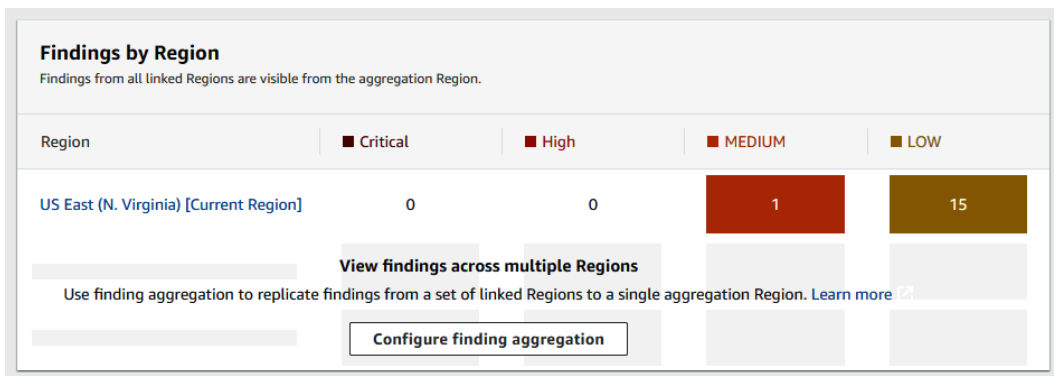 Findings by Region
Findings from all linked Regions are visible from the aggregation Region.
Region Critical High MEDIUM LOW
US East (N. Virginia) [Current Region] 0 0 1 15
View findings across multiple Regions
Use finding aggregation to replicate findings from a set of linked Regions to a single aggregation Region. Learn more
Configure finding aggregation